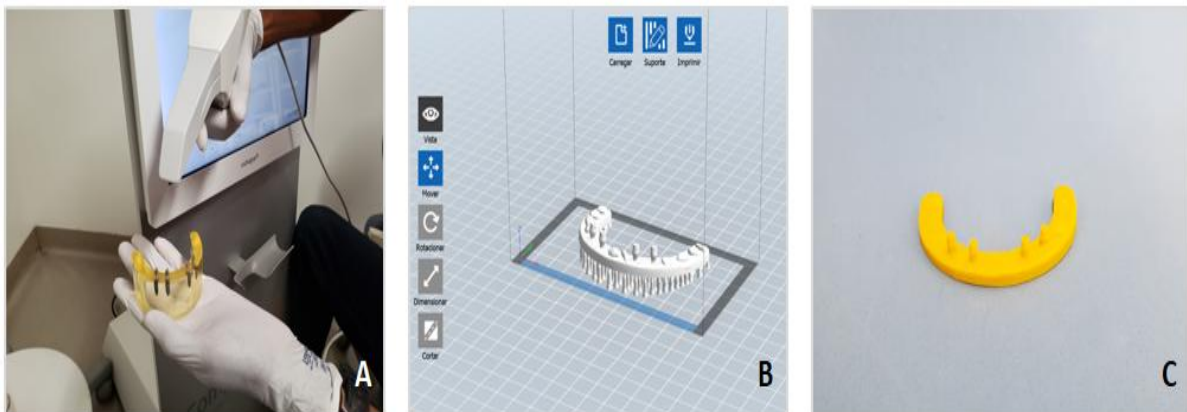 Carregar
Suporte
Imprimir
Vista
Mover
Rotacionar
Dimensionar
Cortar
A
B
C